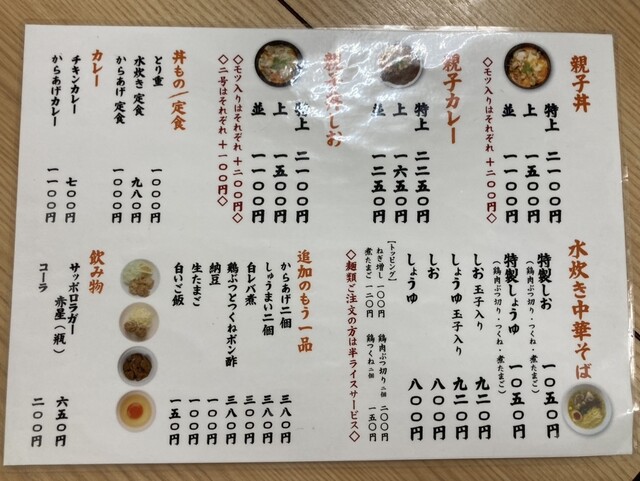 親子丼
特上 二一〇〇円
上 一五〇〇円
並 一一〇〇円
◇モツ入りはそれぞれ+二〇〇円◇
親子カレー
特上 二二五〇円
上 一六五〇円
並 一二五〇円
しお
特上 二一〇〇円
上 一五〇〇円
並 一一〇〇円
◇モツ入りはそれぞれ+二〇〇円◇
◇二号はそれぞれ+一〇〇円◇
丼もの/定食
とり重 一〇〇〇円
水炊き定食 九八〇円
からあげ定食 一〇〇〇円
カレー
チキンカレー 七〇〇円
からあげカレー 一一〇〇円
水炊き中華そば
特製しお 一〇五〇円
(鶏肉ぶつ切り・つくね・煮たまご)
特製しょうゆ 一〇五〇円
(鶏肉ぶつ切り・つくね・煮たまご)
しお 玉子入り 九二〇円
しょうゆ 玉子入り 九二〇円
しお 八〇〇円
しょうゆ 八〇〇円
【トッピング】
ねぎ増し 一〇〇円 鶏肉ぶつ切り二個 二〇〇円
煮たまご 一二〇円 鶏つくね二個 一五〇円
◇麺類ご注文の方は半ライスサービス◇
追加のもう一品
からあげ二個 三八〇円
しゅうまい二個 三八〇円
白レバ煮 三〇〇円
鶏ぶつとつくねポン酢 三八〇円
納豆 一〇〇円
生たまご 一〇〇円
白いご飯 一五〇円
飲み物
サッポロラガー
赤星(瓶) 六五〇円
コーラ 二〇〇円